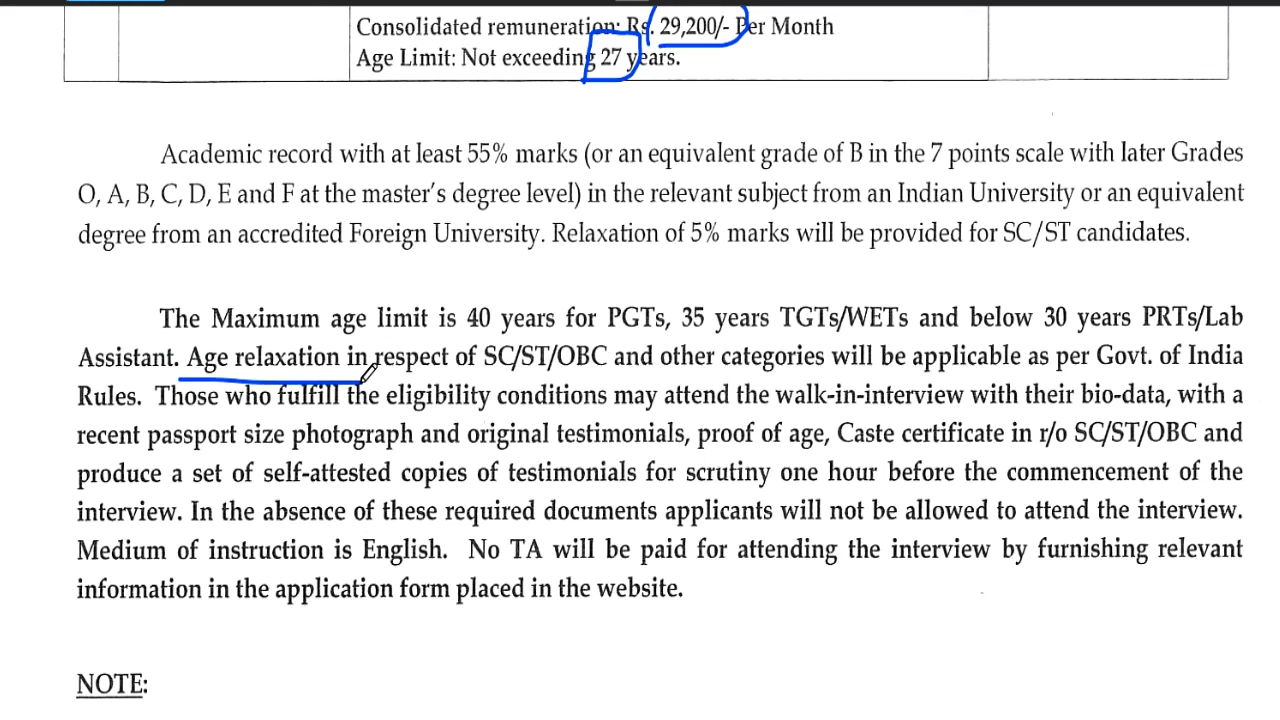 Consolidated remuneration: Rs. 29,200/- Per Month
Age Limit: Not exceeding 27 years.
Academic record with at least 55% marks (or an equivalent grade of B in the 7 points scale with later Grades
O, A, B, C, D, E and F at the master's degree level) in the relevant subject from an Indian University or an equivalent
degree from an accredited Foreign University. Relaxation of 5% marks will be provided for SC/ST candidates.
The Maximum age limit is 40 years for PGTs, 35 years TGTs/WETs and below 30 years PRTs/Lab
Assistant. Age relaxation in respect of SC/ST/OBC and other categories will be applicable as per Govt. of India
Rules. Those who fulfill the eligibility conditions may attend the walk-in-interview with their bio-data, with a
recent passport size photograph and original testimonials, proof of age, Caste certificate in r/o SC/ST/OBC and
produce a set of self-attested copies of testimonials for scrutiny one hour before the commencement of the
interview. In the absence of these required documents applicants will not be allowed to attend the interview.
Medium of instruction is English. No TA will be paid for attending the interview by furnishing relevant
information in the application form placed in the website.
NOTE: